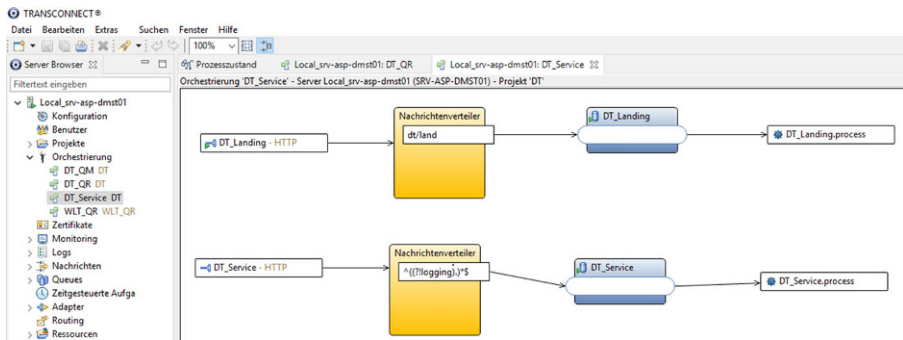 TRANSCONNECT®
Datei Bearbeiten Extras Suchen Fenster Hilfe
100%
Server Browser
Prozesszustand
Local_srv-asp-dmst01: DT_QR
Local_srv-asp-dmst01: DT_Service
Filtertext eingeben
Orchestrierung 'DT_Service' - Server Local_srv-asp-dmst01 (SRV-ASP-DMST01) - Projekt 'DT'
Local_srv-asp-dmst01
Konfiguration
Benutzer
Projekte
Orchestrierung
DT_QM DT
DT_QR DT
DT_Service DT
WLT_QR WLT_QR
Zertifikate
Monitoring
Logs
Nachrichten
Queues
Zeitgesteuerte Aufga
Adapter
Routing
Ressourcen
DT_Landing - HTTP
Nachrichtenverteiler
dt/land
DT_Landing
DT_Landing.process
DT_Service - HTTP
Nachrichtenverteiler
^((?!logging).)*$
DT_Service
DT_Service.process